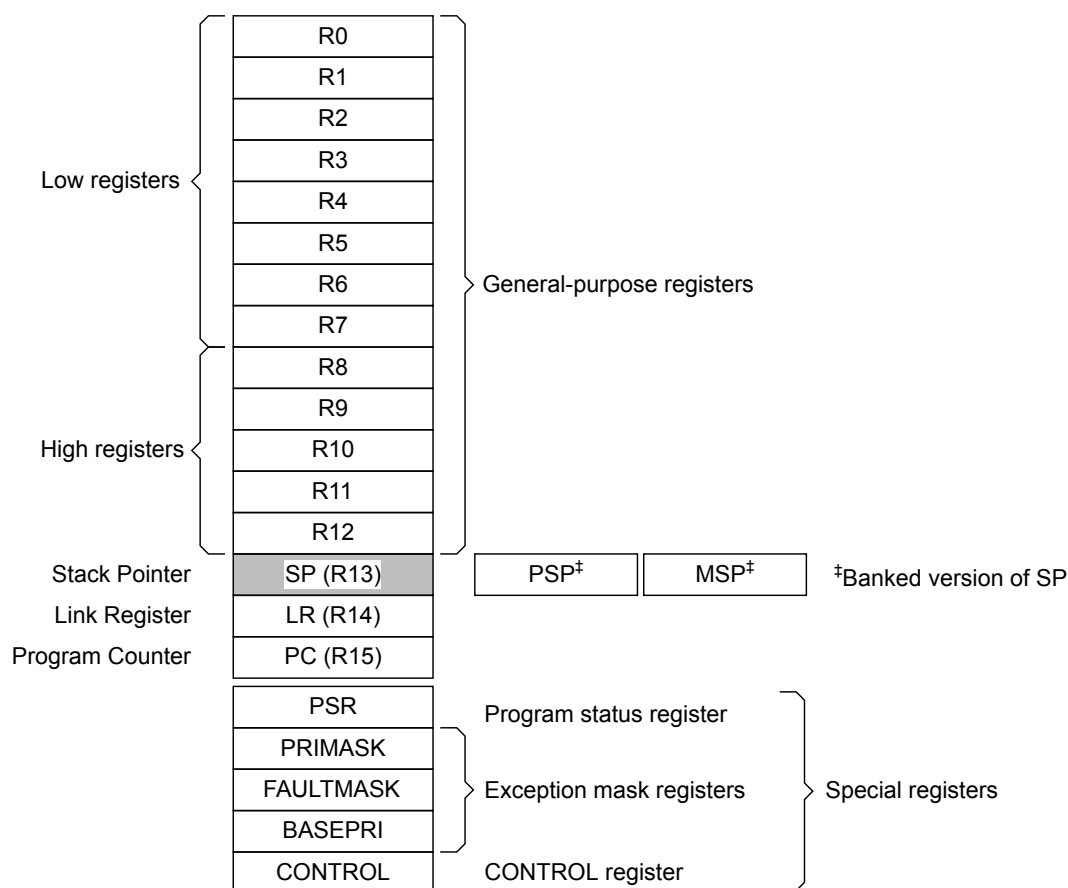 R0
R1
R2
R3
Low registers
R4
R5
R6
General-purpose registers
R7
R8
R9
High registers
R10
R11
R12
Stack Pointer SP (R13) PSP‡ MSP‡ ‡Banked version of SP
Link Register LR (R14)
Program Counter PC (R15)
PSR Program status register
PRIMASK
FAULTMASK Exception mask registers Special registers
BASEPRI
CONTROL CONTROL register